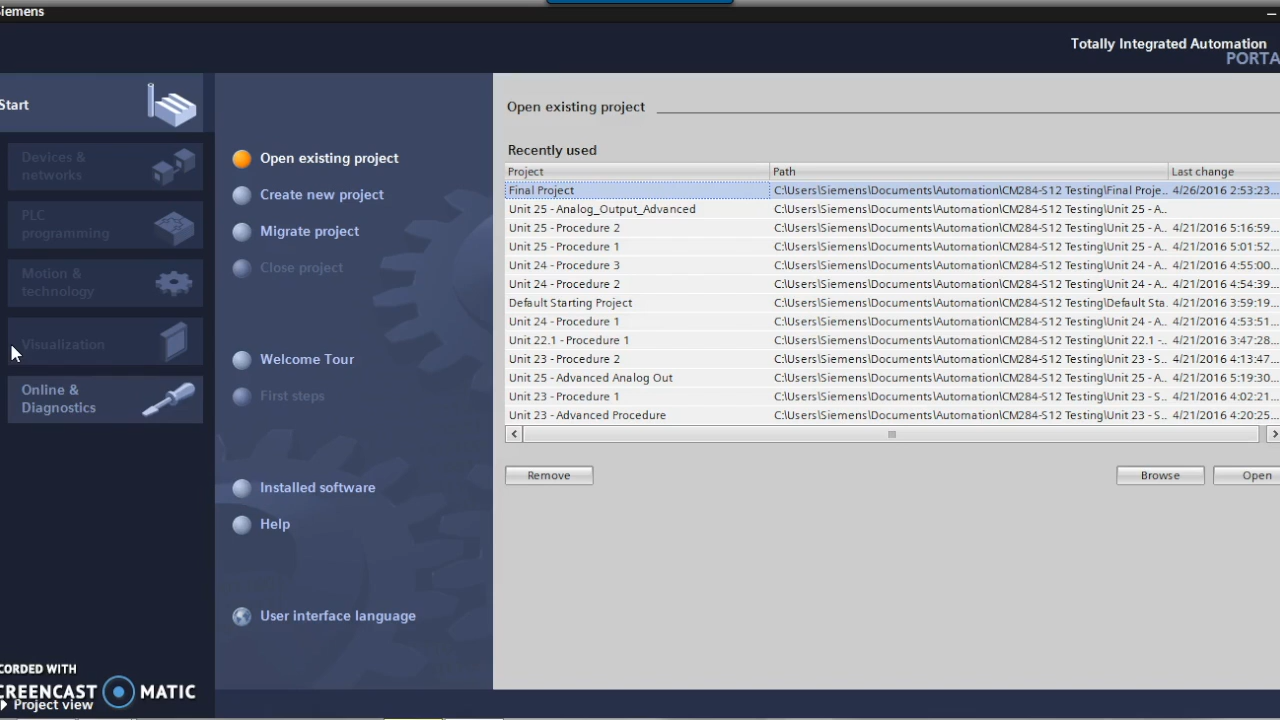 iemens
Totally Integrated Automation
PORTA
Start
Devices &
networks
PLC
programming
Motion &
technology
Visualization
Online &
Diagnostics
Open existing project
Create new project
Migrate project
Close project
Welcome Tour
First steps
Installed software
Help
User interface language
Open existing project
Recently used
Project Path Last change
Final Project C:\Users\Siemens\Documents\Automation\CM284-S12 Testing\Final Proje.. 4/26/2016 2:53:23...
Unit 25 - Analog_Output_Advanced C:\Users\Siemens\Documents\Automation\CM284-S12 Testing\Unit 25 - A..
Unit 25 - Procedure 2 C:\Users\Siemens\Documents\Automation\CM284-S12 Testing\Unit 25 - A.. 4/21/2016 5:16:59...
Unit 25 - Procedure 1 C:\Users\Siemens\Documents\Automation\CM284-S12 Testing\Unit 25 - A.. 4/21/2016 5:01:52...
Unit 24 - Procedure 3 C:\Users\Siemens\Documents\Automation\CM284-S12 Testing\Unit 24 - A.. 4/21/2016 4:55:00...
Unit 24 - Procedure 2 C:\Users\Siemens\Documents\Automation\CM284-S12 Testing\Unit 24 - A.. 4/21/2016 4:54:39...
Default Starting Project C:\Users\Siemens\Documents\Automation\CM284-S12 Testing\Default Sta.. 4/21/2016 3:59:19...
Unit 24 - Procedure 1 C:\Users\Siemens\Documents\Automation\CM284-S12 Testing\Unit 24 - A.. 4/21/2016 4:53:51...
Unit 22.1 - Procedure 1 C:\Users\Siemens\Documents\Automation\CM284-S12 Testing\Unit 22.1 -.. 4/21/2016 3:47:28...
Unit 23 - Procedure 2 C:\Users\Siemens\Documents\Automation\CM284-S12 Testing\Unit 23 - S.. 4/21/2016 4:13:47...
Unit 25 - Advanced Analog Out C:\Users\Siemens\Documents\Automation\CM284-S12 Testing\Unit 25 - A.. 4/21/2016 5:19:30...
Unit 23 - Procedure 1 C:\Users\Siemens\Documents\Automation\CM284-S12 Testing\Unit 23 - S.. 4/21/2016 4:02:21...
Unit 23 - Advanced Procedure C:\Users\Siemens\Documents\Automation\CM284-S12 Testing\Unit 23 - S.. 4/21/2016 4:20:25...
Remove Browse Open
CORDED WITH
CREENCAST MATIC
Project view